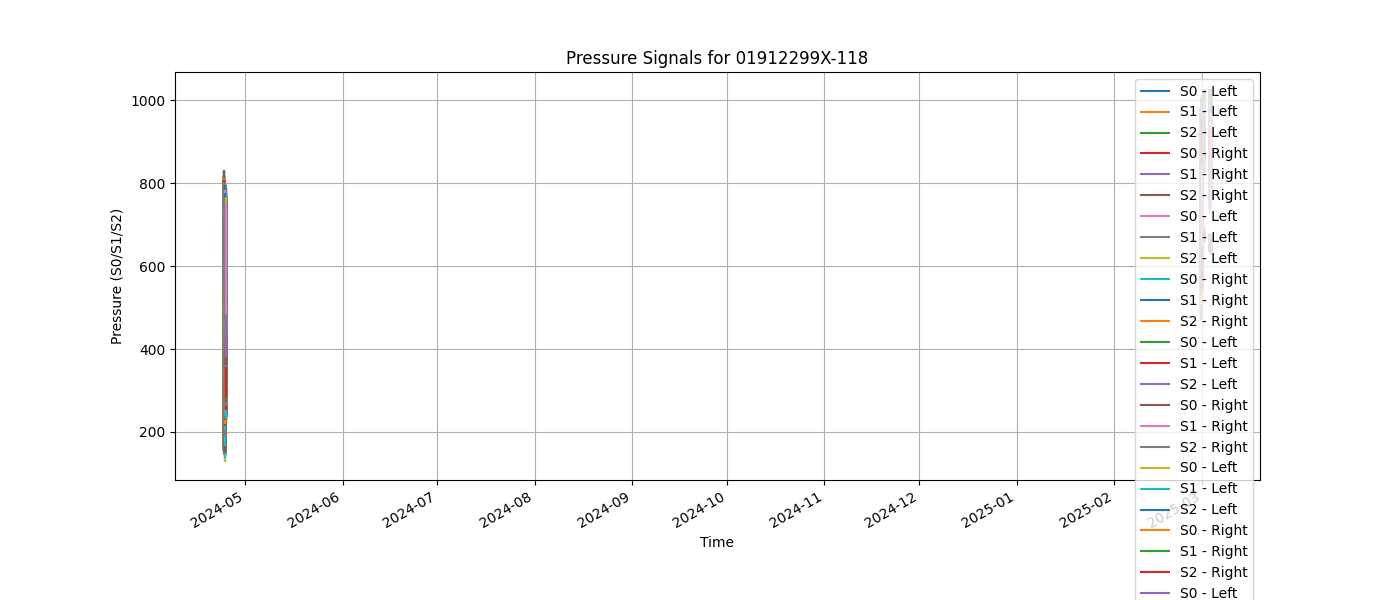 Pressure Signals for 01912299X-118
Pressure (S0/S1/S2)
1000
800
600
400
200
2024-05
2024-06
2024-07
2024-08
2024-09
2024-10
2024-11
2024-12
2025-01
2025-02
2025-03
Time
S0 - Left
S1 - Left
S2 - Left
S0 - Right
S1 - Right
S2 - Right
S0 - Left
S1 - Left
S2 - Left
S0 - Right
S1 - Right
S2 - Right
S0 - Left
S1 - Left
S2 - Left
S0 - Right
S1 - Right
S2 - Right
S0 - Left
S1 - Left
S2 - Left
S0 - Right
S1 - Right
S2 - Right
S0 - Left